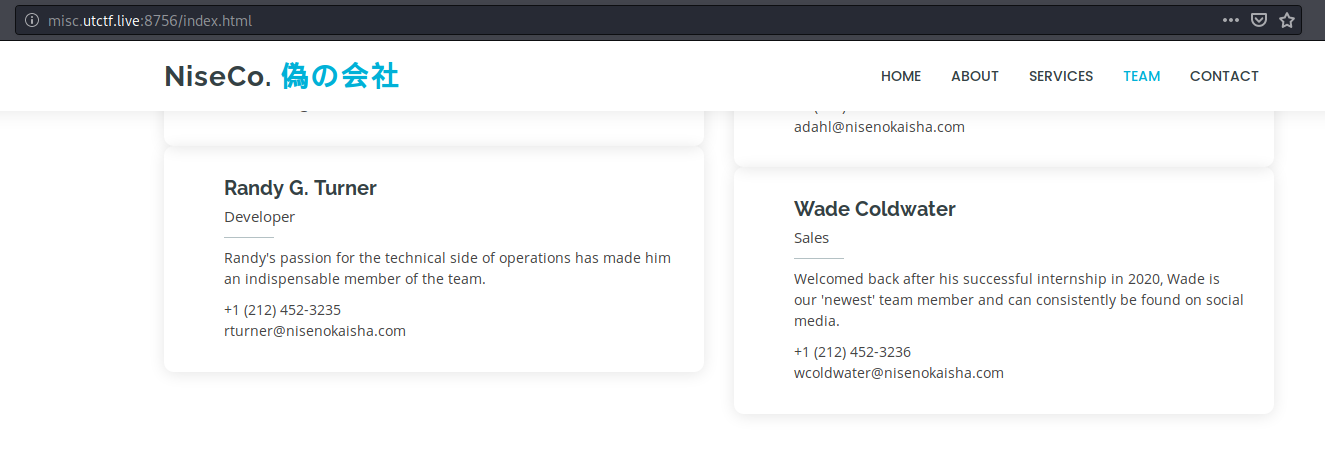 misc.utctf.live:8756/index.html
NiseCo. 偽の会社
HOME ABOUT SERVICES TEAM CONTACT
adahl@nisenokaisha.com
Randy G. Turner
Developer
Randy's passion for the technical side of operations has made him
an indispensable member of the team.
+1 (212) 452-3235
rturner@nisenokaisha.com
Wade Coldwater
Sales
Welcomed back after his successful internship in 2020, Wade is
our 'newest' team member and can consistently be found on social
media.
+1 (212) 452-3236
wcoldwater@nisenokaisha.com